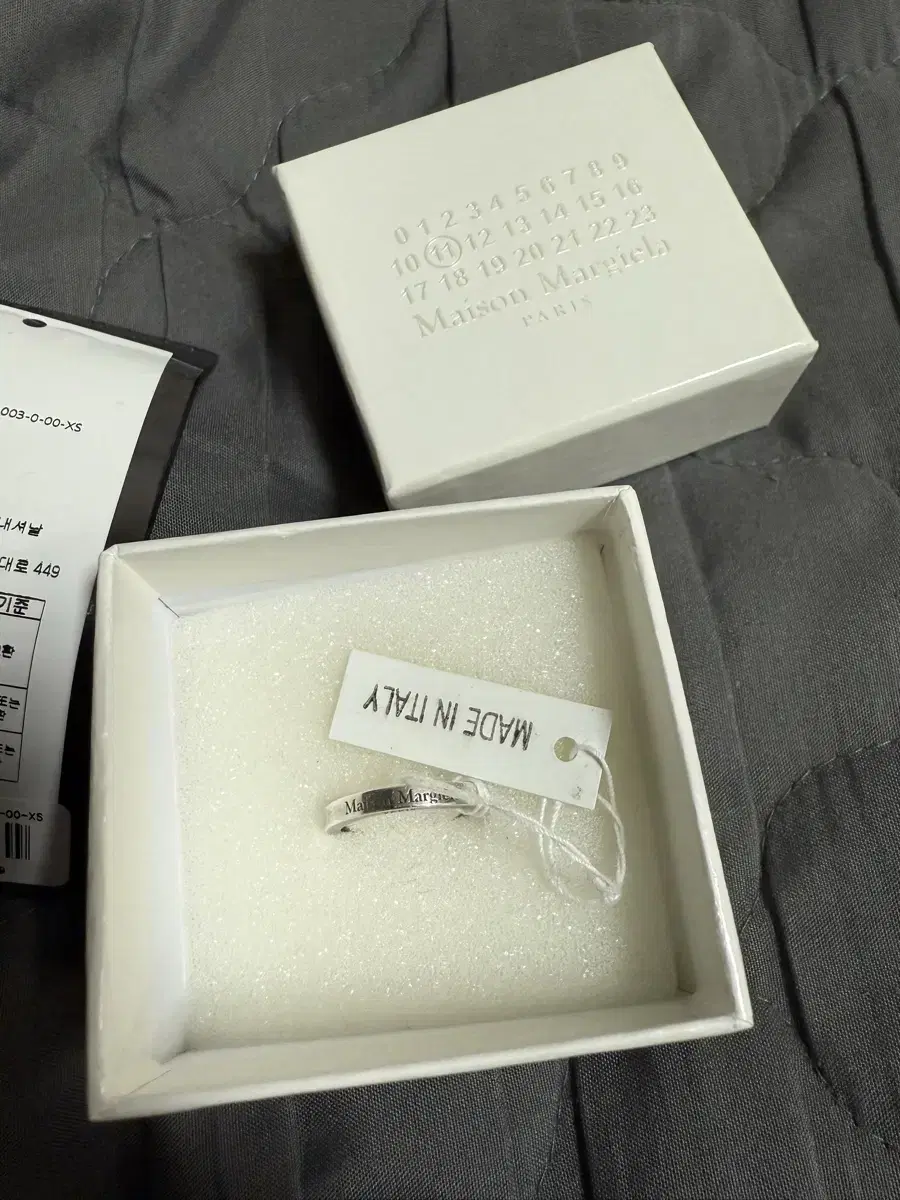 0 1 2 3 4 5 6 7 8 9
10 11 12 13 14 15 16
17 18 19 20 21 22 23
Maison Margiela
PARIS
003-0-00-XS
내셔날
대로 449
기준
-00-XS
MADE IN ITALY
Maison Margie